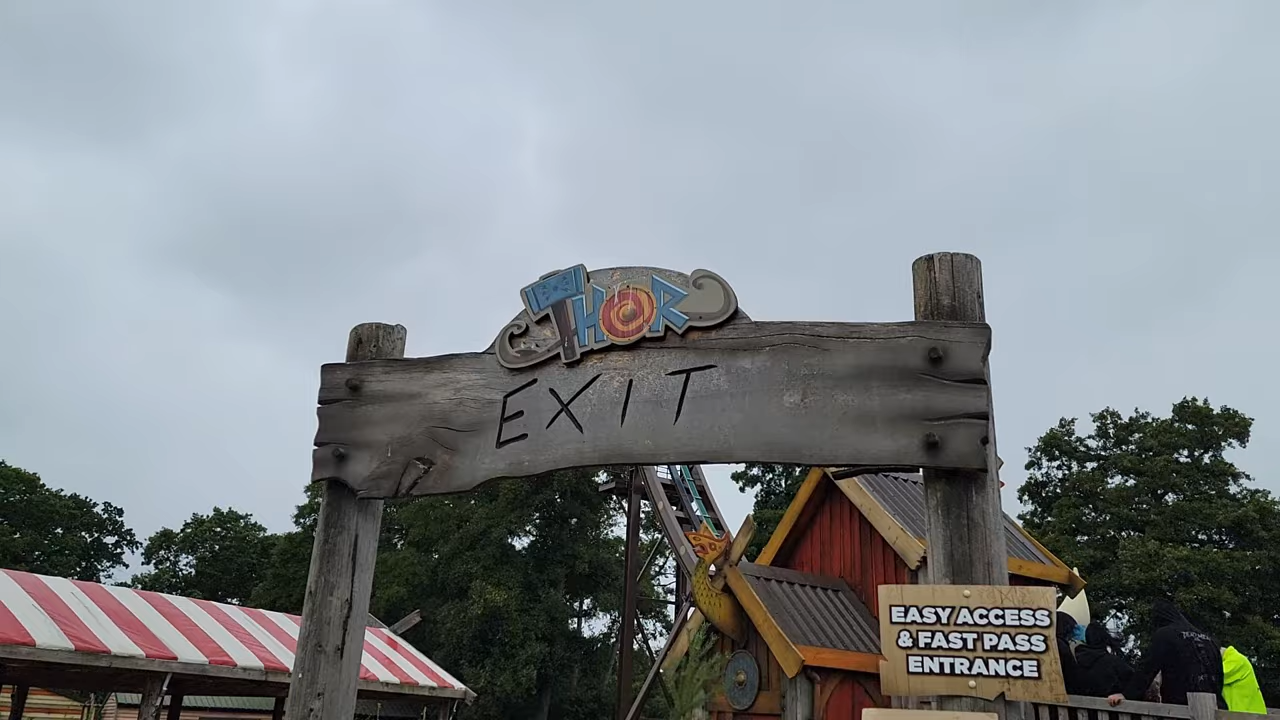 THOR
EXIT
EASY ACCESS
& FAST PASS
ENTRANCE